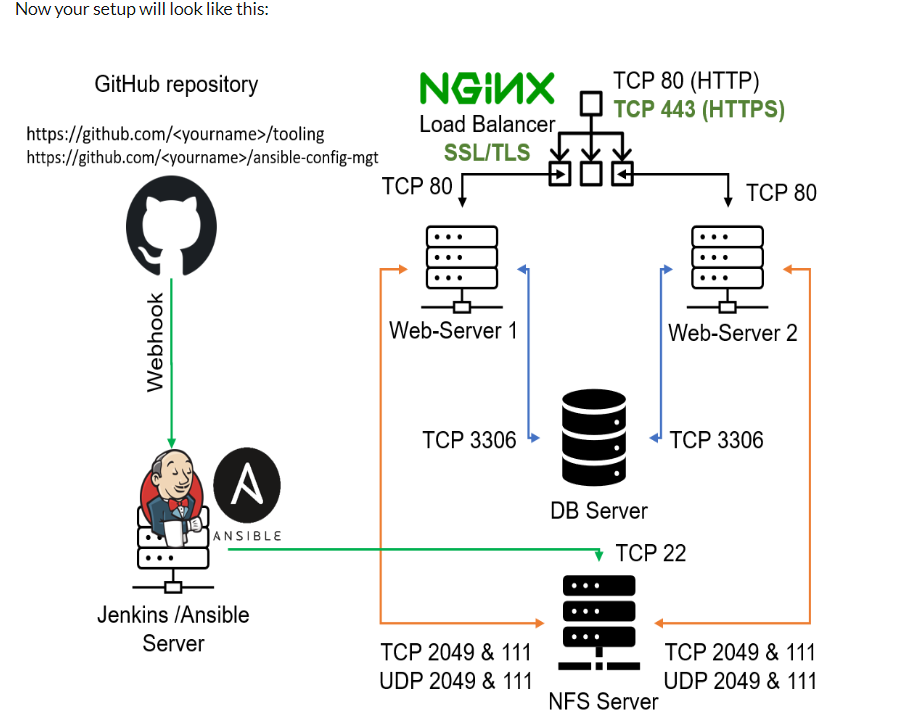 Now your setup will look like this:
GitHub repository
https://github.com/<yourname>/tooling
https://github.com/<yourname>/ansible-config-mgt
NGINX
Load Balancer
SSL/TLS
TCP 80 (HTTP)
TCP 443 (HTTPS)
TCP 80
TCP 80
Webhook
Web-Server 1
Web-Server 2
TCP 3306
TCP 3306
DB Server
ANSIBLE
TCP 22
Jenkins /Ansible
Server
TCP 2049 & 111
UDP 2049 & 111
TCP 2049 & 111
UDP 2049 & 111
NFS Server